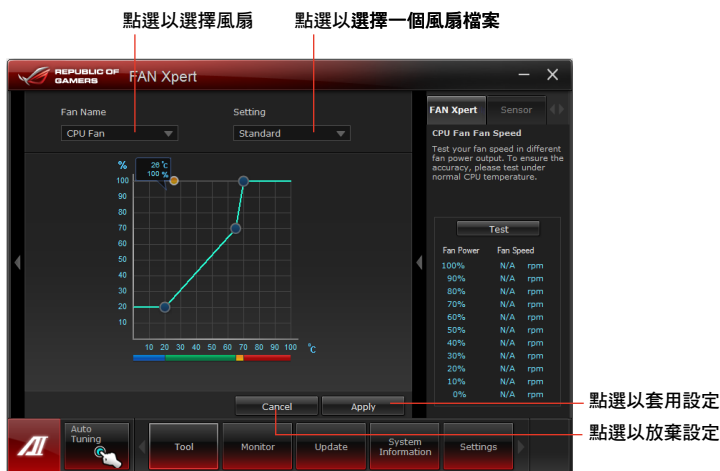 點選以選擇風扇
點選以選擇一個風扇檔案
REPUBLIC OF
GAMERS
FAN Xpert
Fan Name
Setting
CPU Fan
Standard
%
26 °c
100 %
100
90
80
70
60
50
40
30
20
10
10 20 30 40 50 60 70 80 90 100 °C
Cancel
Apply
FAN Xpert
Sensor
CPU Fan Fan Speed
Test your fan speed in different
fan power output. To ensure the
accuracy, please test under
normal CPU temperature.
Test
Fan Power Fan Speed
100% N/A rpm
90% N/A rpm
80% N/A rpm
70% N/A rpm
60% N/A rpm
50% N/A rpm
40% N/A rpm
30% N/A rpm
20% N/A rpm
10% N/A rpm
0% N/A rpm
點選以套用設定
點選以放棄設定
Auto
Tuning
Tool
Monitor
Update
System
Information
Settings